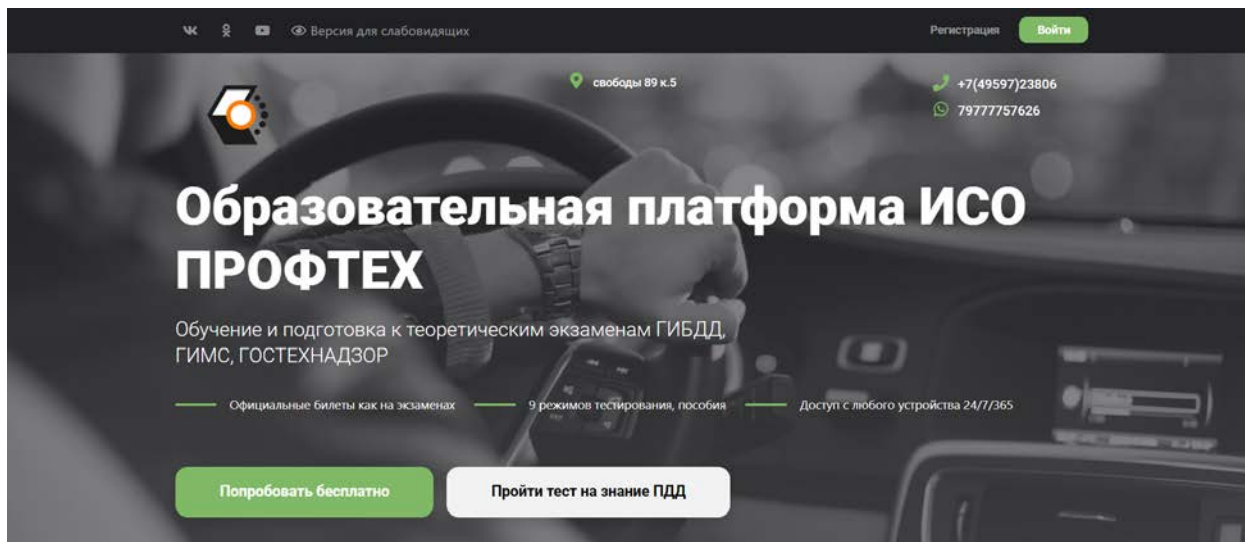 Версия для слабовидящих
Регистрация
Войти
свободы 89 к.5
+7(49597)23806
79777757626
Образовательная платформа ИСО
ПРОФТЕХ
Обучение и подготовка к теоретическим экзаменам ГИБДД,
ГИМС, ГОСТЕХНАДЗОР
Официальные билеты как на экзаменах
9 режимов тестирования, пособия
Доступ с любого устройства 24/7/365
Попробовать бесплатно
Пройти тест на знание ПДД